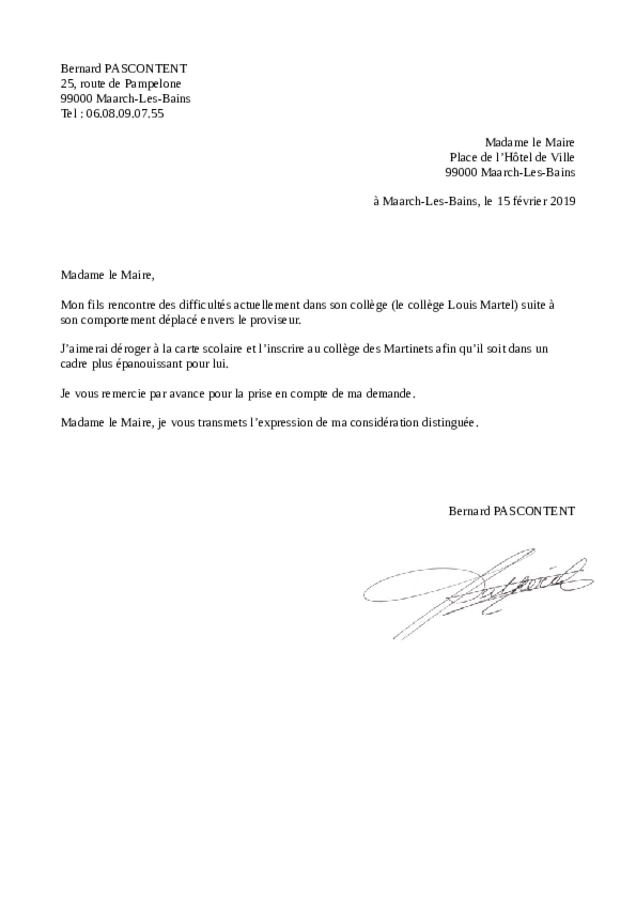 Bernard PASCONTENT
25, route de Pampelone
99000 Maarch-Les-Bains
Tel : 06.08.09.07.55
Madame le Maire
Place de l’Hôtel de Ville
99000 Maarch-Les-Bains
à Maarch-Les-Bains, le 15 février 2019
Madame le Maire,
Mon fils rencontre des difficultés actuellement dans son collège (le collège Louis Martel) suite à
son comportement déplacé envers le proviseur.
J’aimerai déroger à la carte scolaire et l’inscrire au collège des Martinets afin qu’il soit dans un
cadre plus épanouissant pour lui.
Je vous remercie par avance pour la prise en compte de ma demande.
Madame le Maire, je vous transmets l’expression de ma considération distinguée.
Bernard PASCONTENT